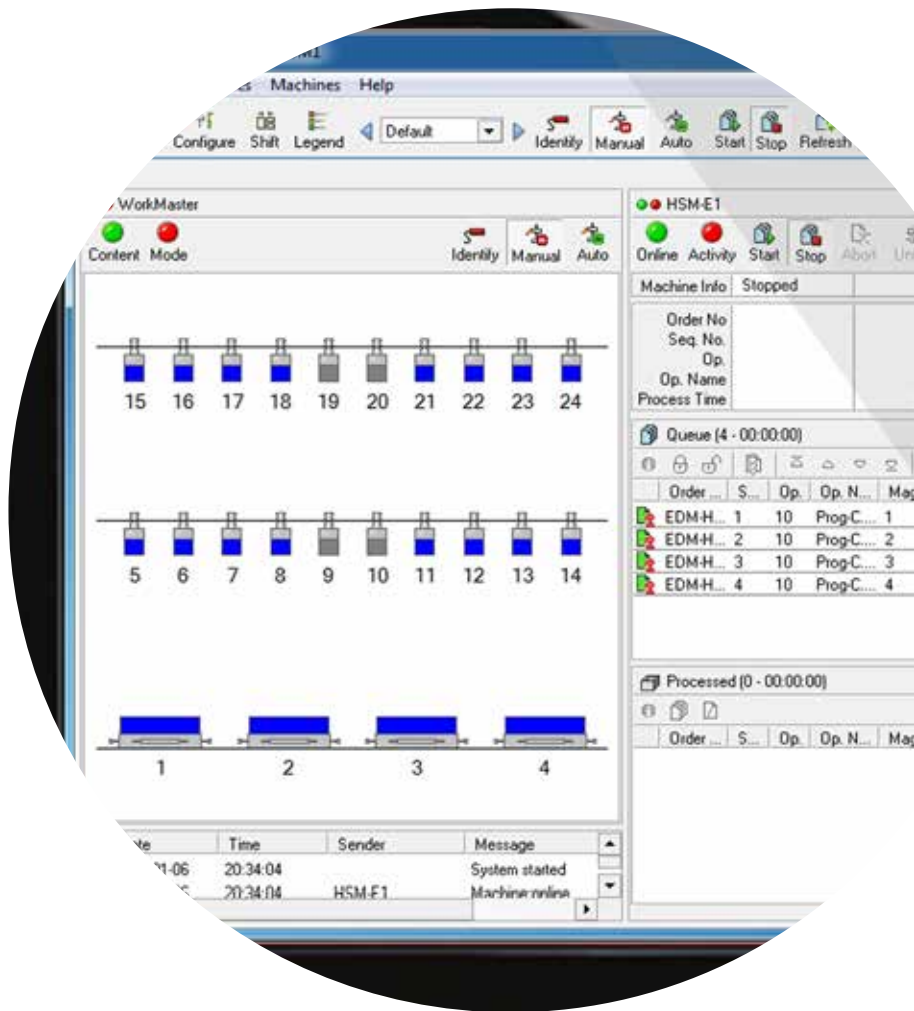 Machines Help
Configure Shift Legend Default Identify Manual Auto Start Stop Refresh
WorkMaster
Content Mode Identify Manual Auto
15 16 17 18 19 20 21 22 23 24
5 6 7 8 9 10 11 12 13 14
1 2 3 4
Time Sender Message
20:34:04 System started
20:34:04 HSM-E1 Machine online
HSM-E1
Online Activity Start Stop Abort
Machine Info Stopped
Order No
Seq. No.
Op.
Op. Name
Process Time
Queue (4 - 00:00:00)
Order ... S... Op. Op. N... Mag
EDM-H... 1 10 Prog-C.... 1
EDM-H... 2 10 Prog-C.... 2
EDM-H... 3 10 Prog-C.... 3
EDM-H... 4 10 Prog-C.... 4
Processed (0 - 00:00:00)
Order ... S... Op. Op. N... Mag